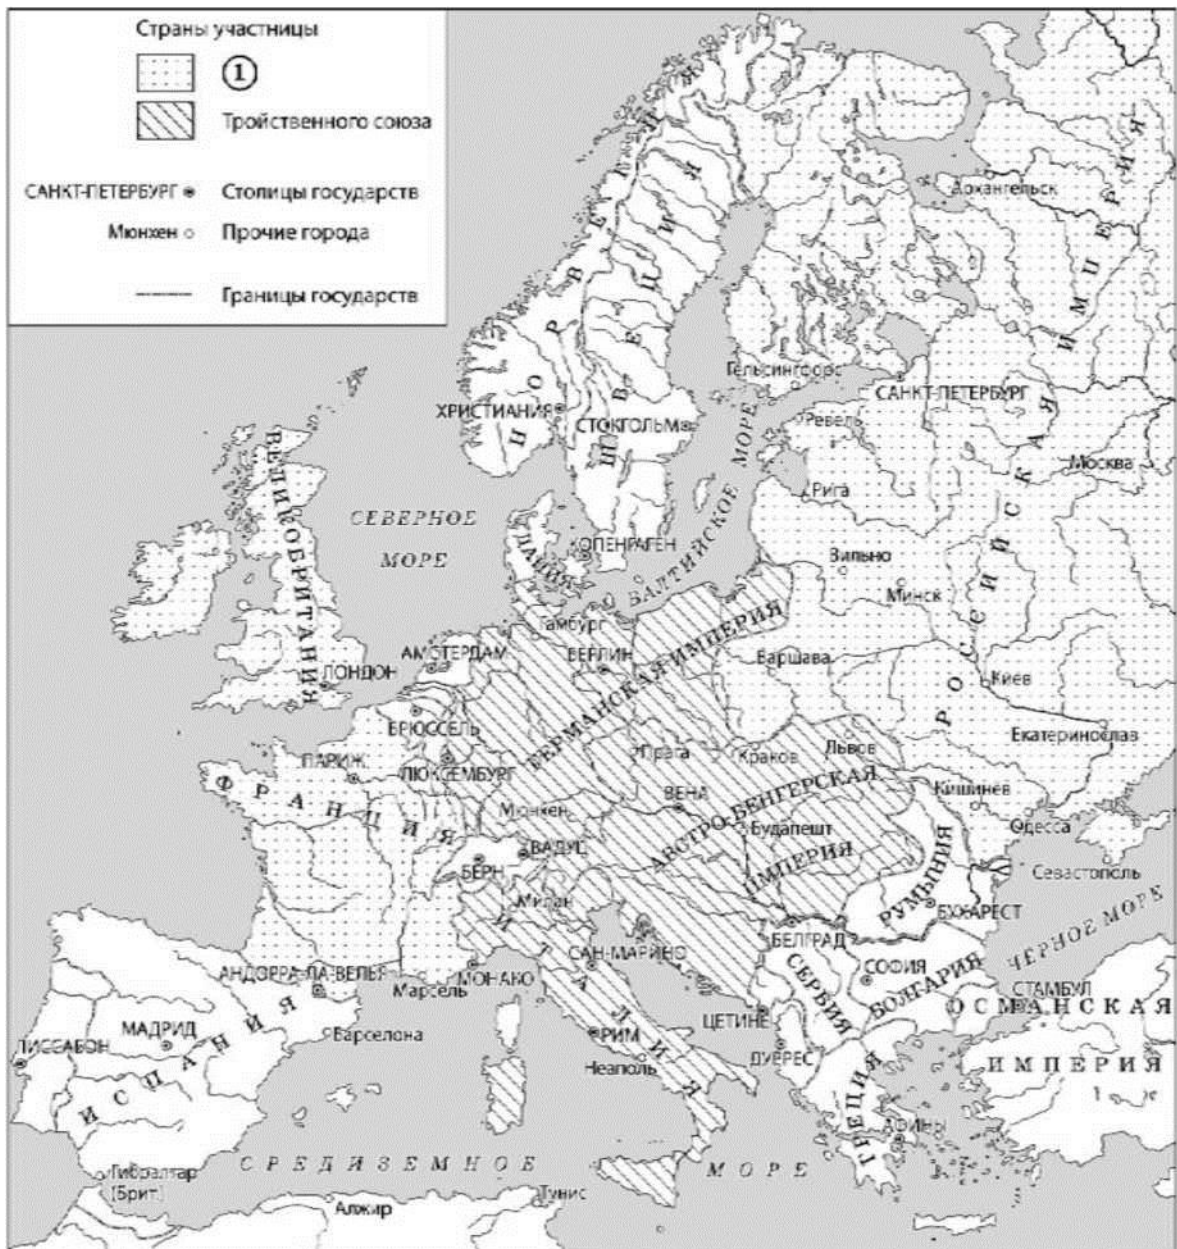 Страны участницы
1
Тройственного союза
САНКТ-ПЕТЕРБУРГ
Столицы государств
Мюнхен
Прочие города
Границы государств
НОРВЕГИЯ
ШВЕЦИЯ
РОССИЙСКАЯ ИМПЕРИЯ
Архангельск
Гельсингфорс
САНКТ-ПЕТЕРБУРГ
ХРИСТИАНИЯ
СТОКГОЛЬМ
Ревель
Москва
Рига
ВЕЛИКОБРИТАНИЯ
СЕВЕРНОЕ
МОРЕ
ДАНИЯ
КОПЕНГАГЕН
БАЛТИЙСКОЕ МОРЕ
Вильно
Минск
Гамбург
АМСТЕРДАМ
БЕРЛИН
ГЕРМАНСКАЯ ИМПЕРИЯ
Варшава
ЛОНДОН
Киев
БРЮССЕЛЬ
Прага
Краков
Львов
Екатеринослав
ПАРИЖ
ЛЮКСЕМБУРГ
ФРАНЦИЯ
Мюнхен
ВЕНА
АВСТРО-ВЕНГЕРСКАЯ
ИМПЕРИЯ
Будапешт
Кишинёв
Одесса
ВАДУЦ
БЕРН
Милан
РУМЫНИЯ
Севастополь
БУХАРЕСТ
БЕЛГРАД
ИТАЛИЯ
САН-МАРИНО
АНДОРРА-ЛА-ВЕЛЬЯ
МОНАКО
Марсель
СЕРБИЯ
СОФИЯ
БОЛГАРИЯ
ЧЁРНОЕ МОРЕ
СТАМБУЛ
ОСМАНСКАЯ
ИМПЕРИЯ
ЦЕТИНЕ
МАДРИД
Барселона
ЛИССАБОН
ИСПАНИЯ
РИМ
Неаполь
ДУРРЕС
ГРЕЦИЯ
АФИНЫ
Гибралтар
(Брит.)
СРЕДИЗЕМНОЕ МОРЕ
Алжир
Тунис